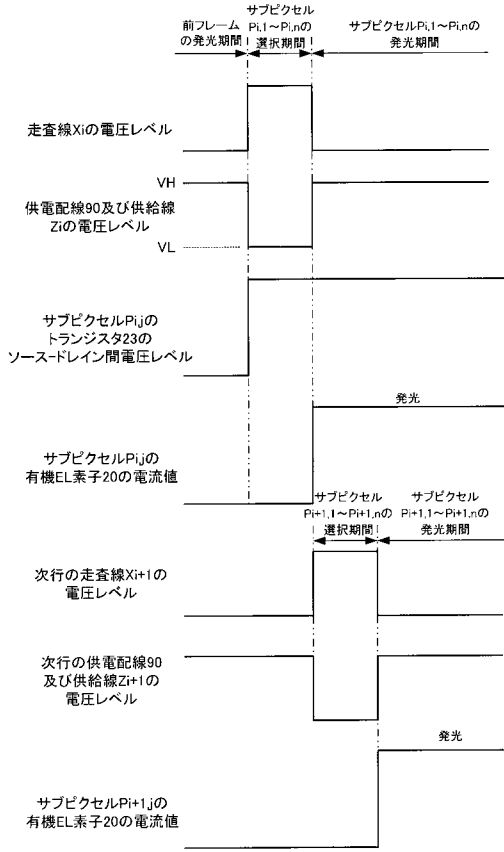 前フレーム
の発光期間
サブピクセル
Pi,1～Pi,nの
選択期間
サブピクセルPi,1～Pi,nの
発光期間
走査線Xiの電圧レベル
VH
供電配線90及び供給線
Ziの電圧レベル
VL
サブピクセルPi,jの
トランジスタ23の
ソース-ドレイン間電圧レベル
発光
サブピクセルPi,jの
有機EL素子20の電流値
サブピクセル
Pi+1,1～Pi+1,nの
選択期間
サブピクセル
Pi+1,1～Pi+1,nの
発光期間
次行の走査線Xi+1の
電圧レベル
次行の供電配線90
及び供給線Zi+1の
電圧レベル
発光
サブピクセルPi+1,jの
有機EL素子20の電流値